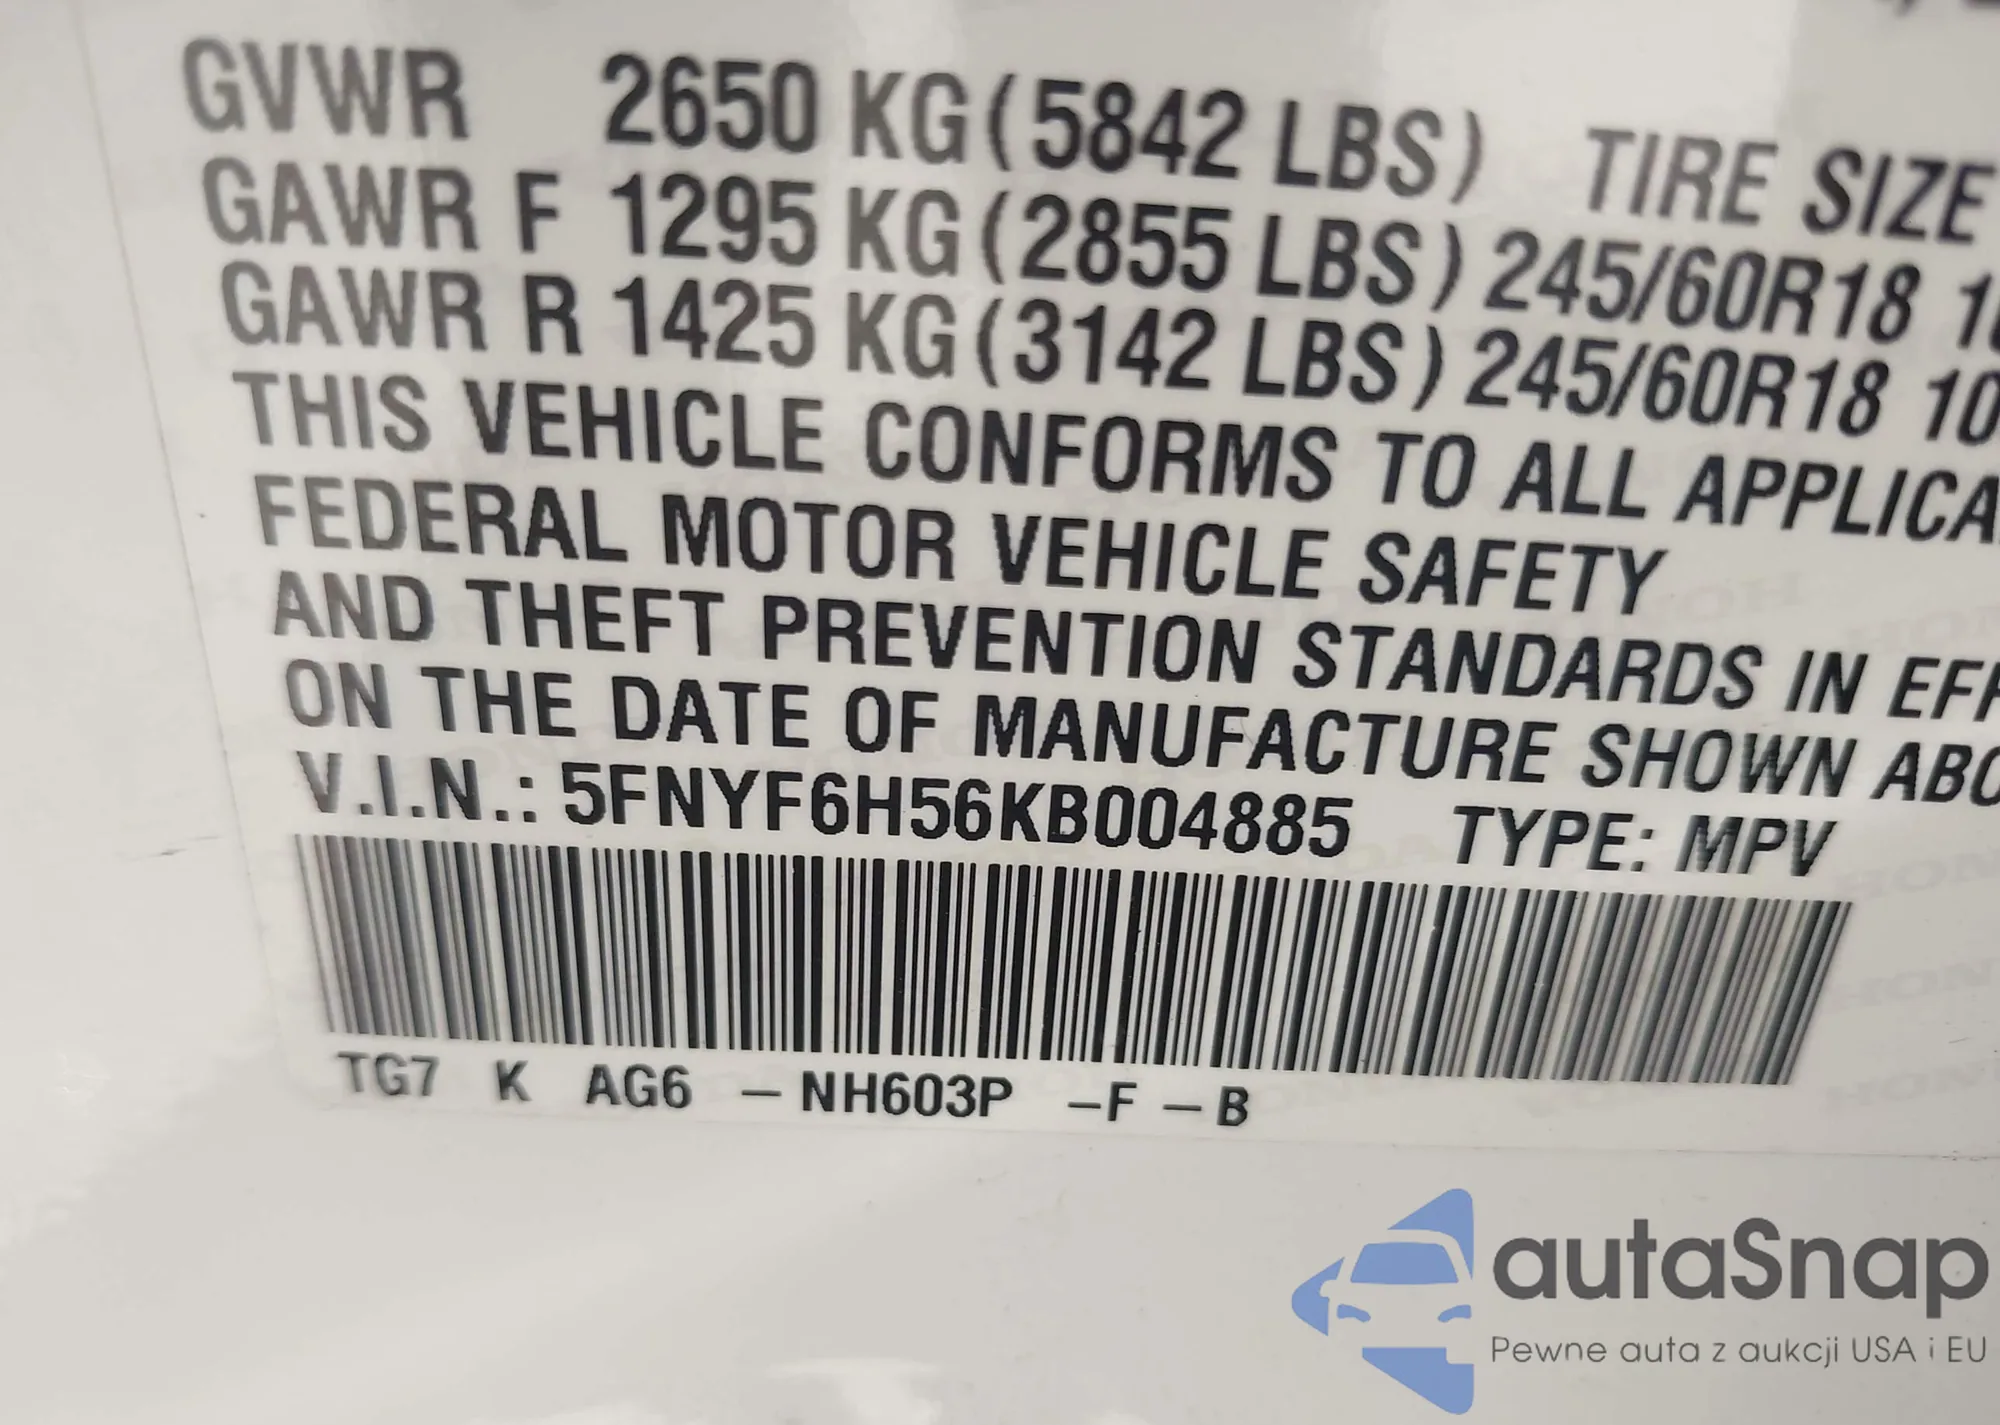 GVWR 2650 KG (5842 LBS) TIRE SIZE
GAWR F 1295 KG (2855 LBS) 245/60R18
GAWR R 1425 KG (3142 LBS) 245/60R18
THIS VEHICLE CONFORMS TO ALL
FEDERAL MOTOR VEHICLE SAFETY
AND THEFT PREVENTION STANDARDS IN
ON THE DATE OF MANUFACTURE SHOWN
V.I.N.: 5FNYF6H56KB004885 TYPE: MPV
TG7 K AG6 – NH603P –F – B
autaSnap
Pewne auta z aukcji USA i EU